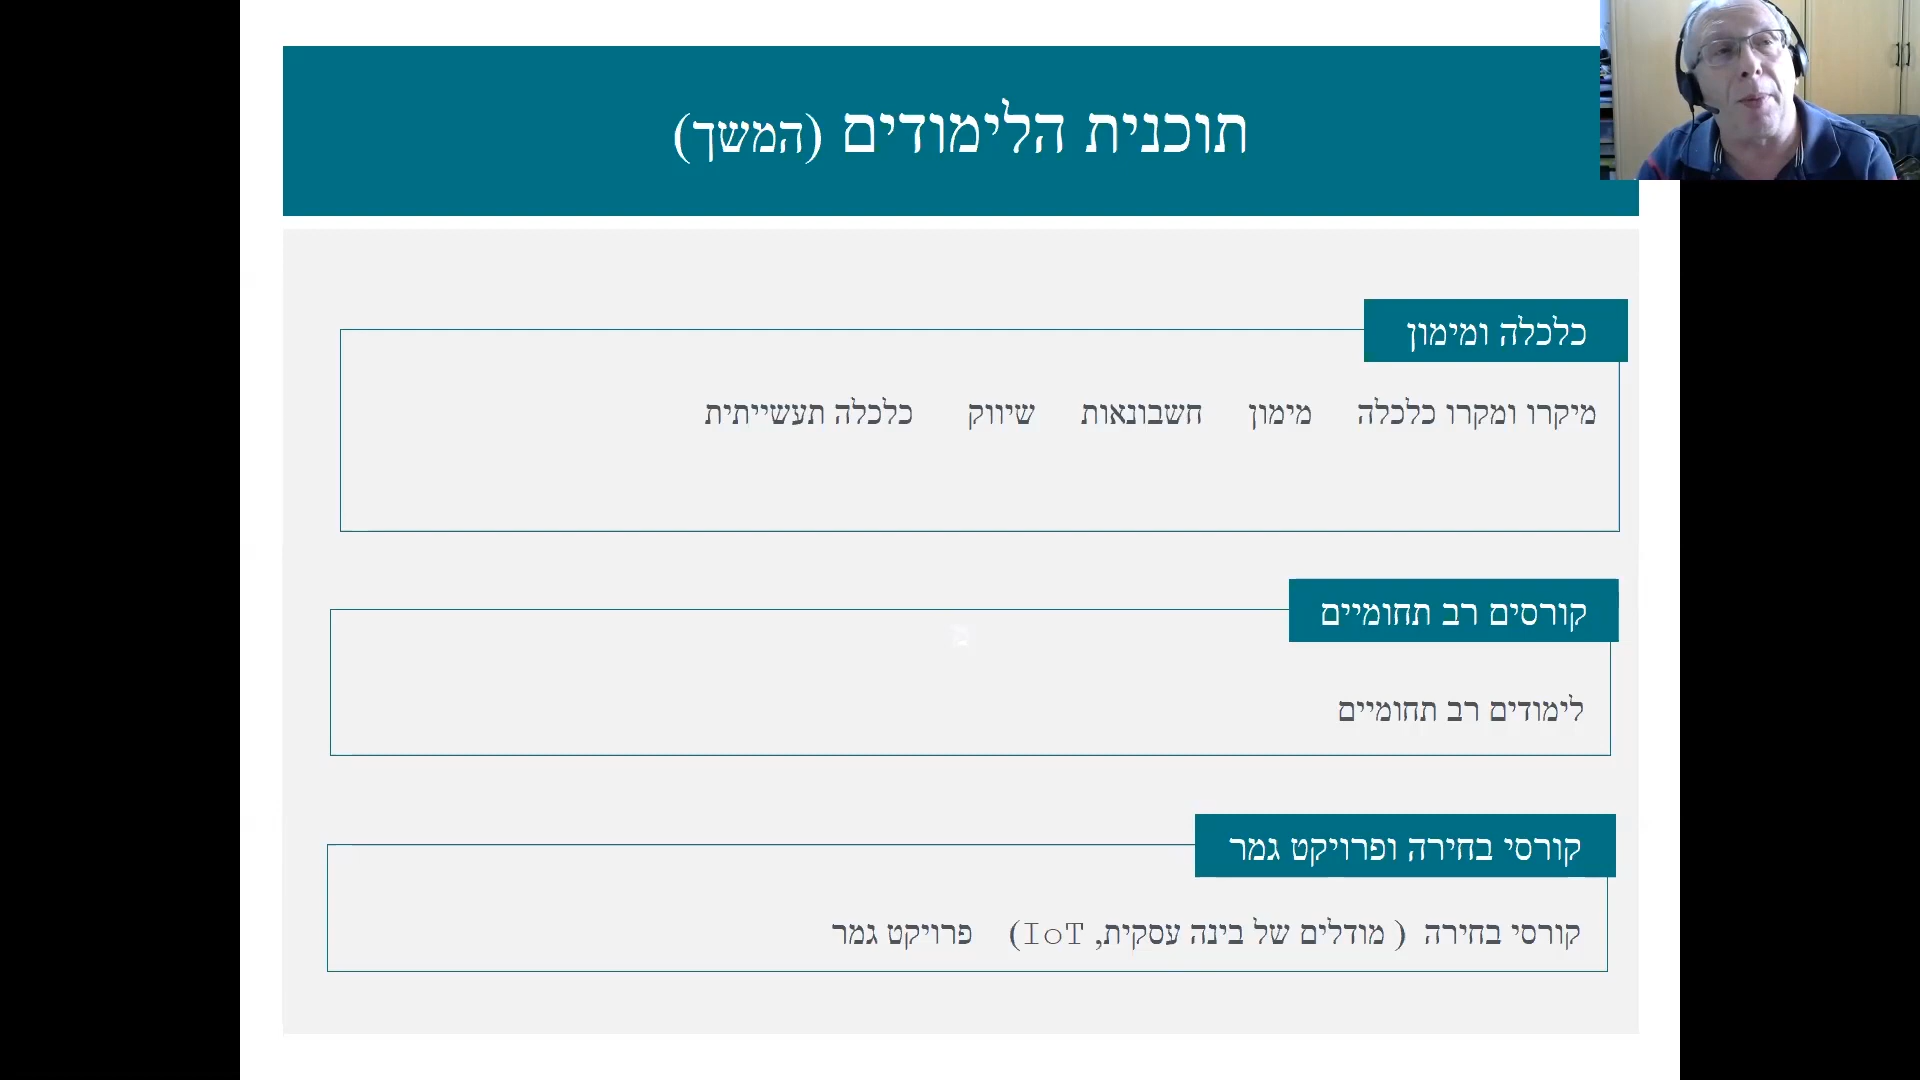 תוכנית הלימודים (המשך)
כלכלה ומימון
מיקרו ומקרו כלכלה מימון חשבונאות שיווק כלכלה תעשייתית
קורסים רב תחומיים
לימודים רב תחומיים
קורסי בחירה ופרויקט גמר
קורסי בחירה ( מודלים של בינה עסקית, IoT) פרויקט גמר